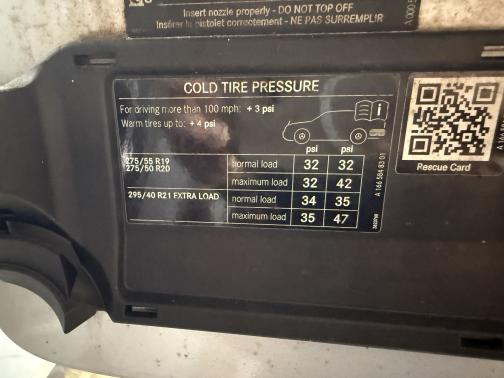 Insert nozzle properly - DO NOT TOP OFF
Insérer le pistolet correctement - NE PAS SURREMPLIR
COLD TIRE PRESSURE
For driving more than 100 mph: + 3 psi
Warm tires up to: + 4 psi
psi psi
275/55 R19
275/50 R20
normal load 32 32
maximum load 32 42
295/40 R21 EXTRA LOAD
normal load 34 35
maximum load 35 47
A 166 584 83 01
Rescue Card